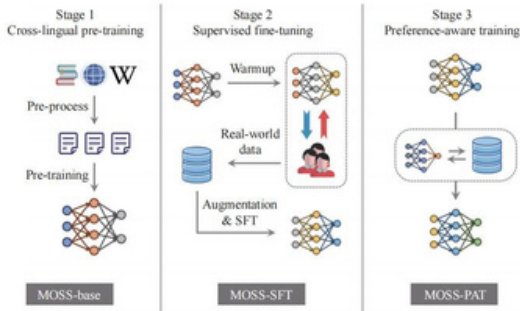 Stage 1
Cross-lingual pre-training
W
Pre-process
Pre-training
MOSS-base
Stage 2
Supervised fine-tuning
Warmup
Real-world
data
Augmentation
& SFT
MOSS-SFT
Stage 3
Preference-aware training
MOSS-PAT